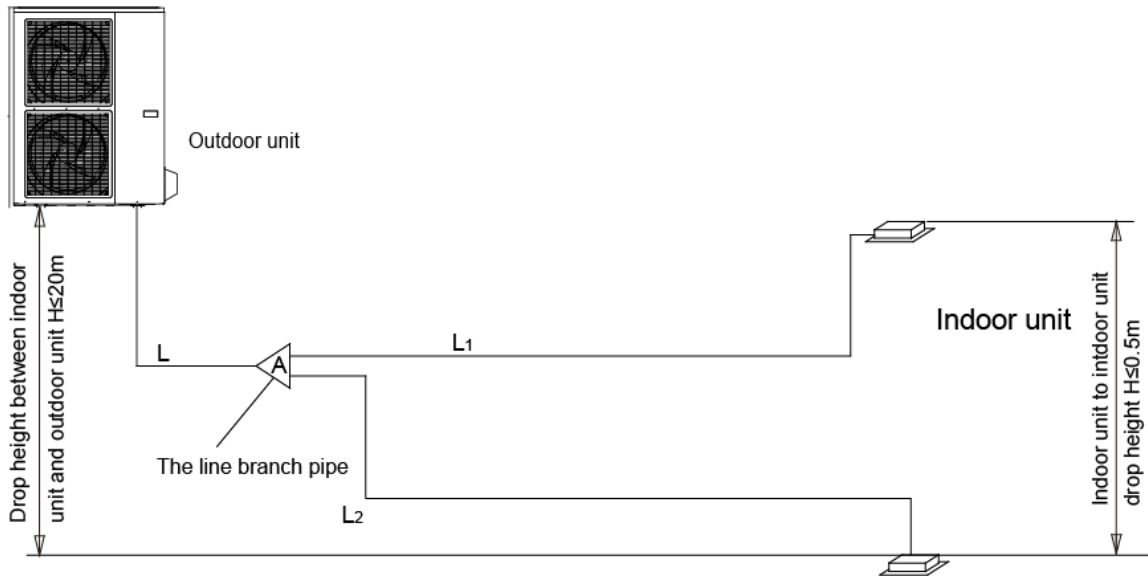 Outdoor unit
Drop height between indoor
unit and outdoor unit H≤20m
L
A
L1
The line branch pipe
L2
Indoor unit
Indoor unit to intdoor unit
drop height H≤0.5m